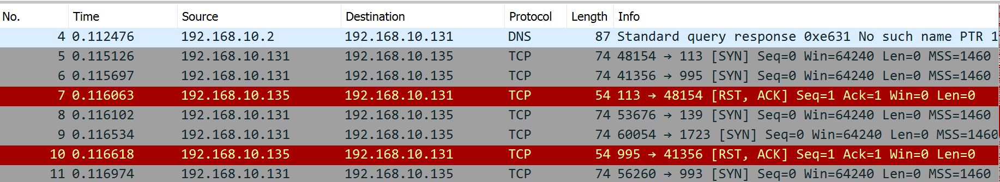 No. Time Source Destination Protocol Length Info
4 0.112476 192.168.10.2 192.168.10.131 DNS 87 Standard query response 0xe631 No such name PTR 1
5 0.115126 192.168.10.131 192.168.10.135 TCP 74 48154 → 113 [SYN] Seq=0 Win=64240 Len=0 MSS=1460
6 0.115697 192.168.10.131 192.168.10.135 TCP 74 41356 → 995 [SYN] Seq=0 Win=64240 Len=0 MSS=1460
7 0.116063 192.168.10.135 192.168.10.131 TCP 54 113 → 48154 [RST, ACK] Seq=1 Ack=1 Win=0 Len=0
8 0.116102 192.168.10.131 192.168.10.135 TCP 74 53676 → 139 [SYN] Seq=0 Win=64240 Len=0 MSS=1460
9 0.116534 192.168.10.131 192.168.10.135 TCP 74 60054 → 1723 [SYN] Seq=0 Win=64240 Len=0 MSS=1460
10 0.116618 192.168.10.135 192.168.10.131 TCP 54 995 → 41356 [RST, ACK] Seq=1 Ack=1 Win=0 Len=0
11 0.116974 192.168.10.131 192.168.10.135 TCP 74 56260 → 993 [SYN] Seq=0 Win=64240 Len=0 MSS=1460